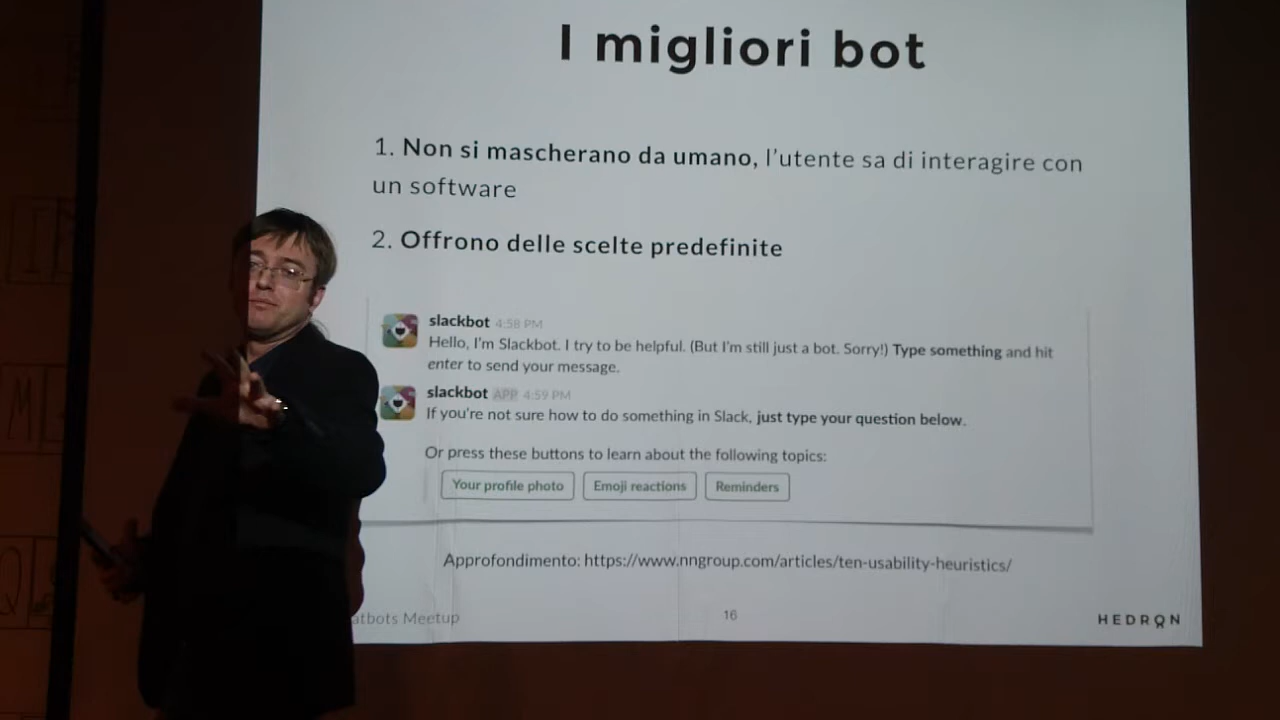 I migliori bot
1. Non si mascherano da umano, l'utente sa di interagire con
un software
2. Offrono delle scelte predefinite
slackbot 4:58 PM
Hello, I'm Slackbot. I try to be helpful. (But I'm still just a bot. Sorry!) Type something and hit
enter to send your message.
slackbot APP 4:59 PM
If you're not sure how to do something in Slack, just type your question below.
Or press these buttons to learn about the following topics:
Your profile photo Emoji reactions Reminders
Approfondimento: https://www.nngroup.com/articles/ten-usability-heuristics/
atbots Meetup 16 HEDRON